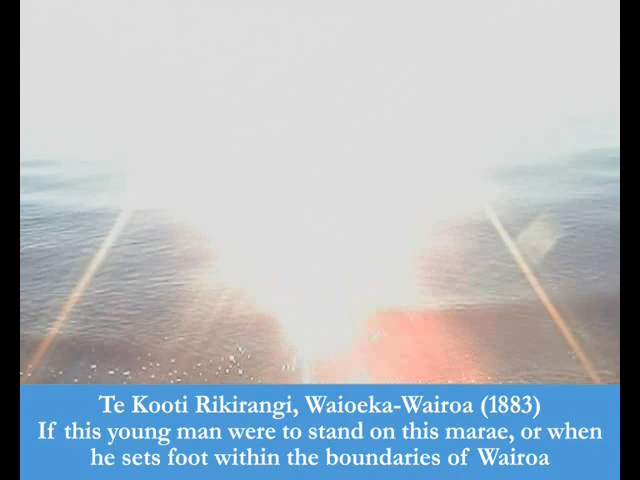 Te Kooti Rikirangi, Waioeka-Wairoa (1883)
If this young man were to stand on this marae, or when
he sets foot within the boundaries of Wairoa